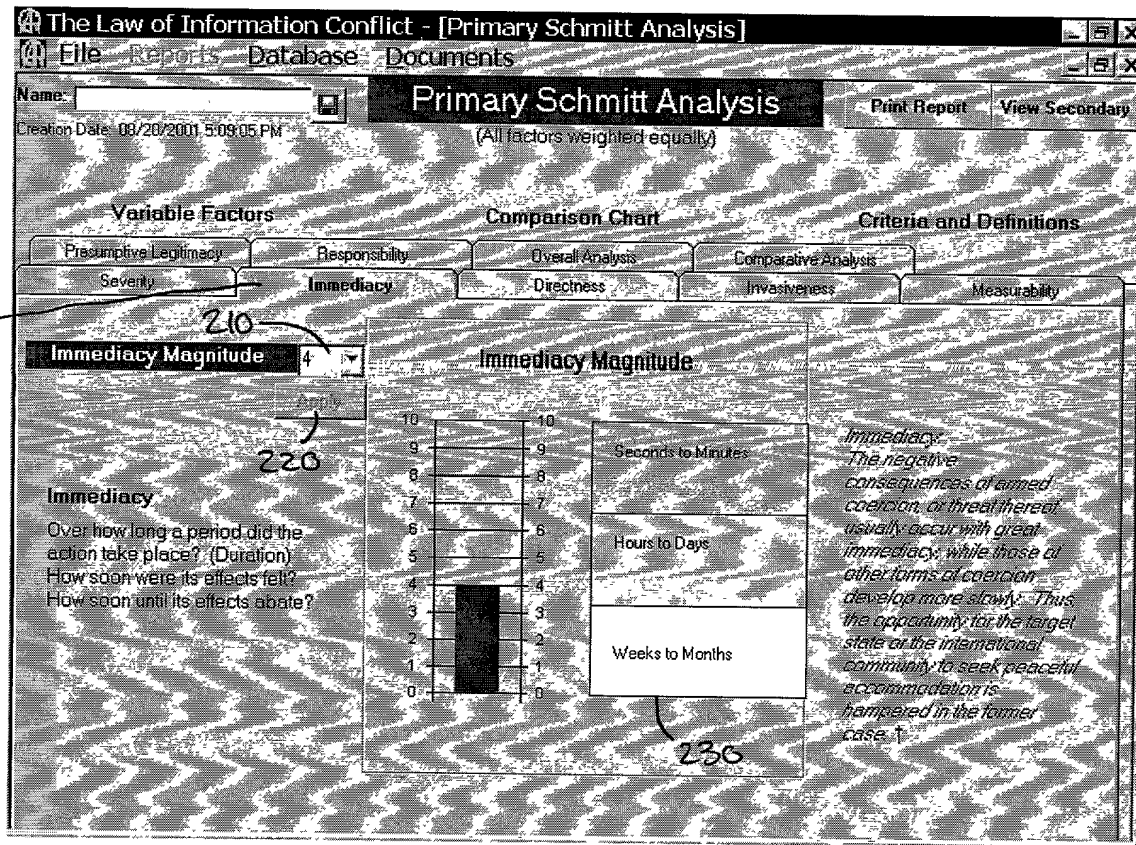 The Law of Information Conflict - [Primary Schmitt Analysis]
File Reports Database Documents
Name:
Primary Schmitt Analysis
Print Report
View Secondary
Creation Date: 08/20/2001 5:09:05 PM
(All factors weighted equally)
Variable Factors
Comparison Chart
Criteria and Definitions
Presumptive Legitimacy
Responsibility
Overall Analysis
Comparative Analysis
Severity
Immediacy
Directness
Invasiveness
Measurability
210
Immediacy Magnitude 4
Apply
220
Immediacy
Over how long a period did the
action take place? (Duration)
How soon were its effects felt?
How soon until its effects abate?
Immediacy Magnitude
10 10
9 9
8 8
7 7
6 6
5 5
4 4
3 3
2 2
1 1
0 0
Seconds to Minutes
Hours to Days
Weeks to Months
230
Immediacy:
The negative
consequences of armed
coercion, or threat thereof
usually occur with great
immediacy, while those of
other forms of coercion
develop more slowly. Thus,
the opportunity for the target
state or the international
community to seek peaceful
accommodation is
hampered in the former
case. †